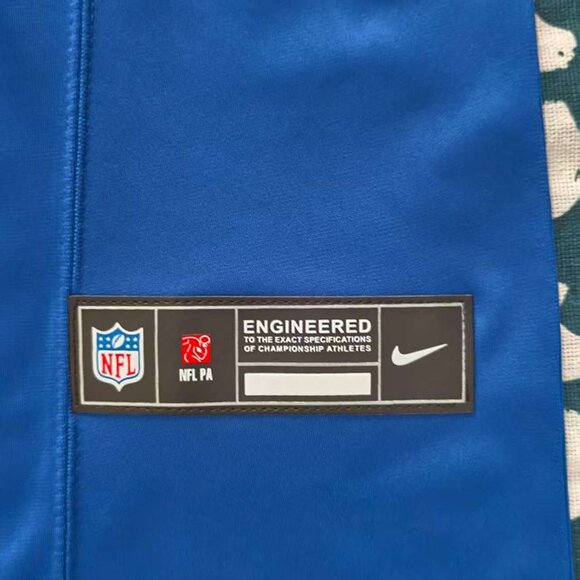 NFL
NFL PA
ENGINEERED
TO THE EXACT SPECIFICATIONS
OF CHAMPIONSHIP ATHLETES